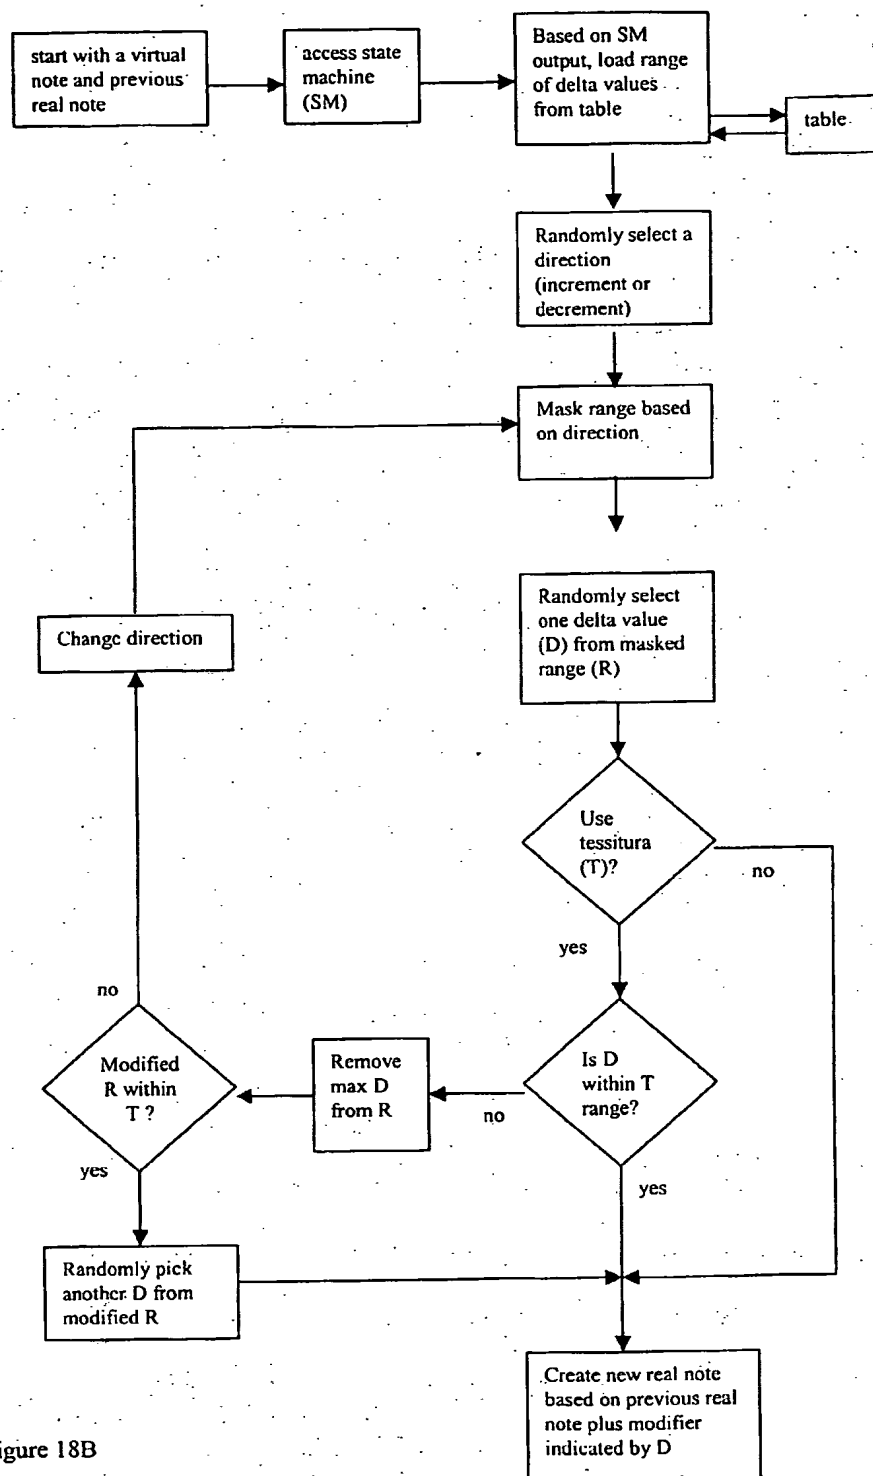 start with a virtual
note and previous
real note
access state
machine
(SM)
Based on SM
output, load range
of delta values
from table
table
Randomly select a
direction
(increment or
decrement)
Mask range based
on direction
Change direction
Randomly select
one delta value
(D) from masked
range (R)
Use
tessitura
(T)?
no
yes
no
Modified
R within
T ?
Remove
max D
from R
Is D
within T
range?
no
yes
yes
Randomly pick
another D from
modified R
Create new real note
based on previous real
note plus modifier
indicated by D
igure 18B